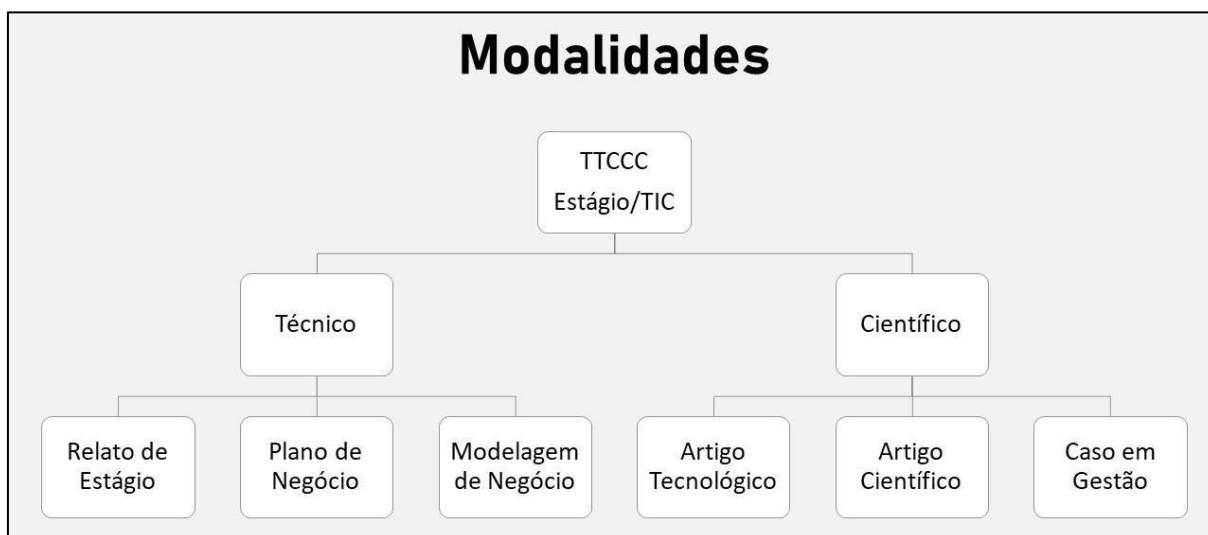 Modalidades
TTCCC
Estágio/TIC
Técnico
Científico
Relato de
Estágio
Plano de
Negócio
Modelagem
de Negócio
Artigo
Tecnológico
Artigo
Científico
Caso em
Gestão